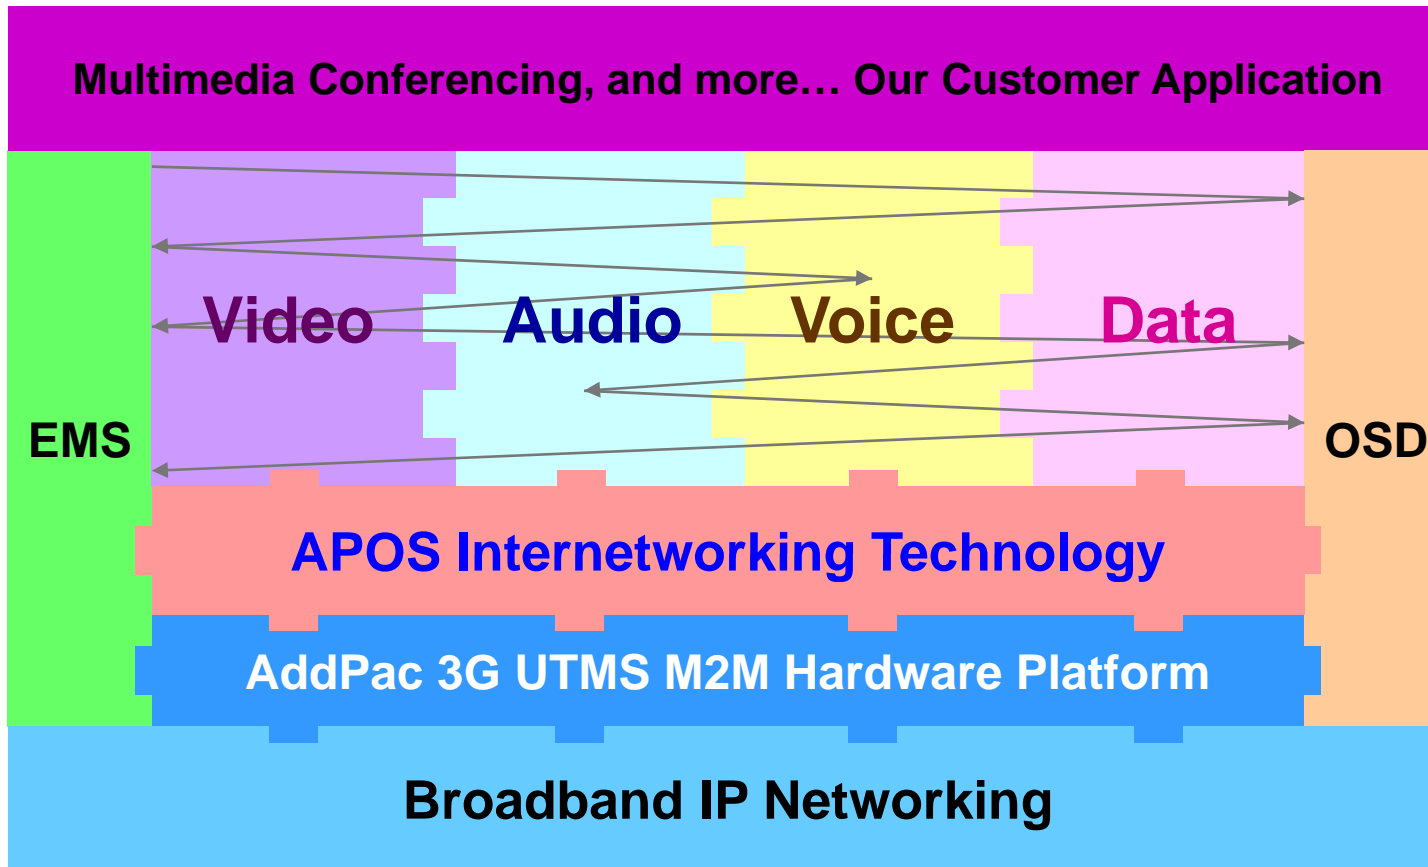 Multimedia Conferencing, and more… Our Customer Application
Video
Audio
Voice
Data
EMS
OSD
APOS Internetworking Technology
AddPac 3G UTMS M2M Hardware Platform
Broadband IP Networking